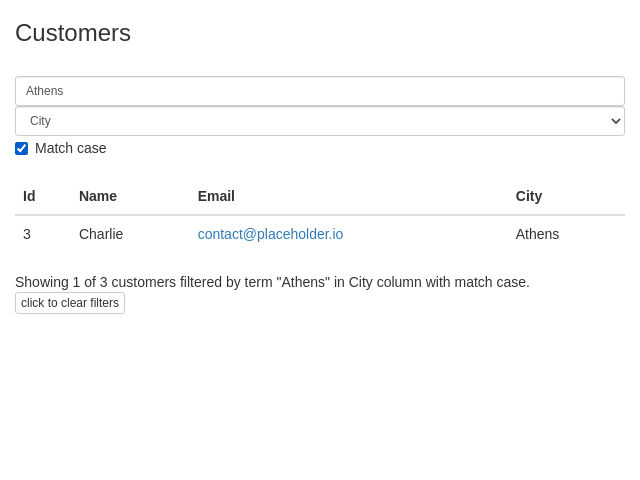 Customers
Athens
City
Match case
Id Name Email City
3 Charlie contact@placeholder.io Athens
Showing 1 of 3 customers filtered by term "Athens" in City column with match case.
click to clear filters